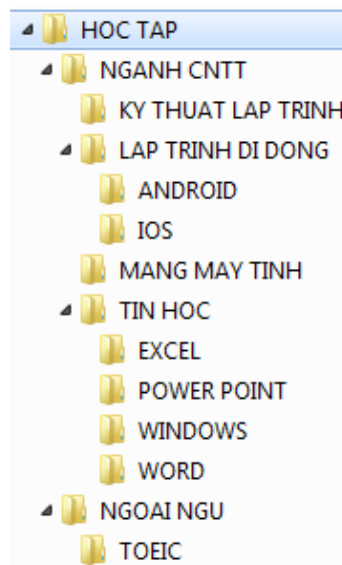 HOC TAP
NGANH CNTT
KY THUAT LAP TRINH
LAP TRINH DI DONG
ANDROID
IOS
MANG MAY TINH
TIN HOC
EXCEL
POWER POINT
WINDOWS
WORD
NGOAI NGU
TOEIC